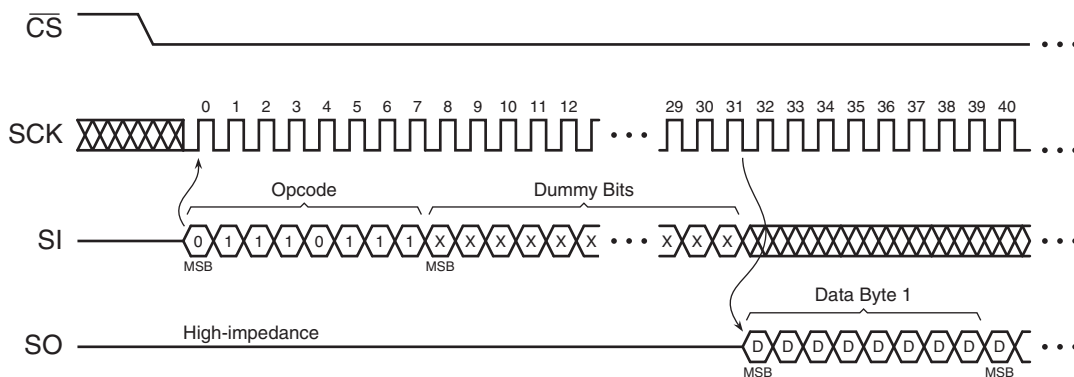 CS
0 1 2 3 4 5 6 7 8 9 10 11 12 29 30 31 32 33 34 35 36 37 38 39 40
SCK
Opcode Dummy Bits
SI 0 1 1 1 0 1 1 1 X X X X X X X X X
MSB MSB
Data Byte 1
High-impedance
SO D D D D D D D D D
MSB MSB